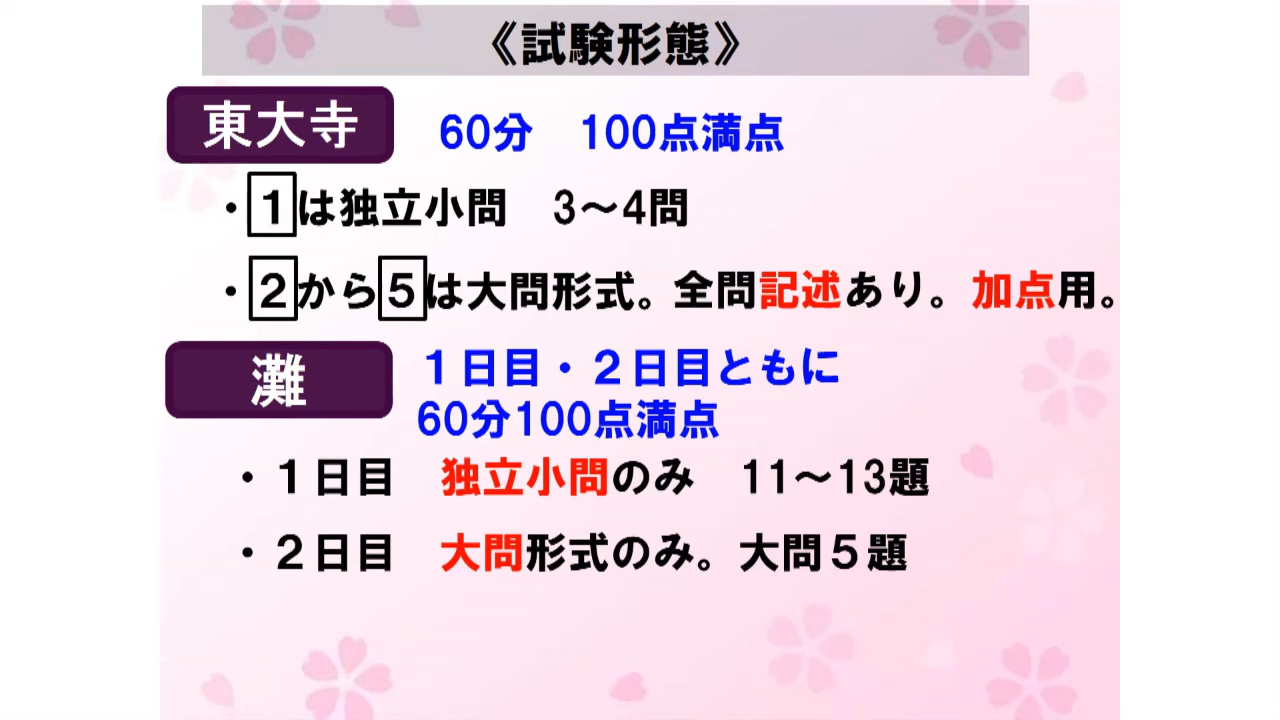 《試験形態》
東大寺 60分 100点満点
・1は独立小問 3～4問
・2から5は大問形式。全問記述あり。加点用。
灘 １日目・２日目ともに
60分100点満点
・１日目 独立小問のみ 11～13題
・２日目 大問形式のみ。大問５題